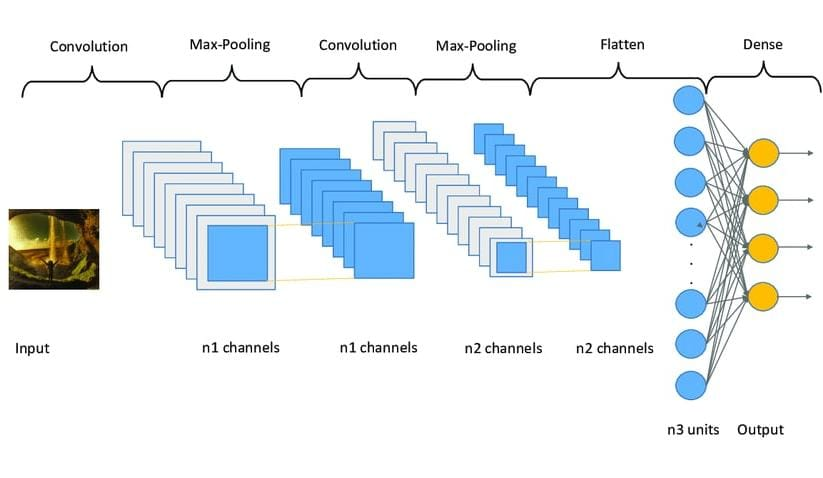 Convolution
Max-Pooling
Convolution
Max-Pooling
Flatten
Dense
Input
n1 channels
n1 channels
n2 channels
n2 channels
n3 units
Output